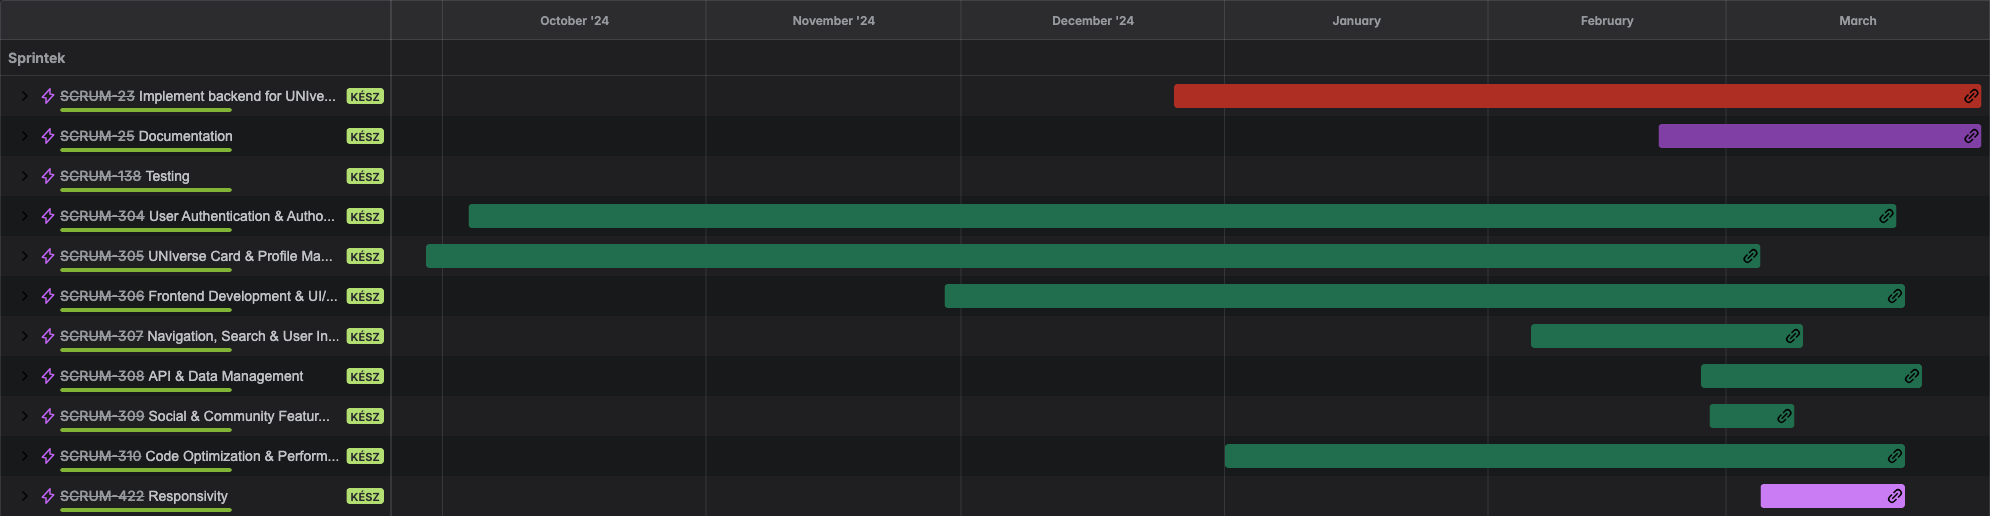 October '24 November '24 December '24 January February March
Sprintek
SCRUM-23 Implement backend for UNIve... KÉSZ
SCRUM-25 Documentation KÉSZ
SCRUM-138 Testing KÉSZ
SCRUM-304 User Authentication & Autho... KÉSZ
SCRUM-305 UNIverse Card & Profile Ma... KÉSZ
SCRUM-306 Frontend Development & UI/... KÉSZ
SCRUM-307 Navigation, Search & User In... KÉSZ
SCRUM-308 API & Data Management KÉSZ
SCRUM-309 Social & Community Featur... KÉSZ
SCRUM-310 Code Optimization & Perform... KÉSZ
SCRUM-422 Responsivity KÉSZ